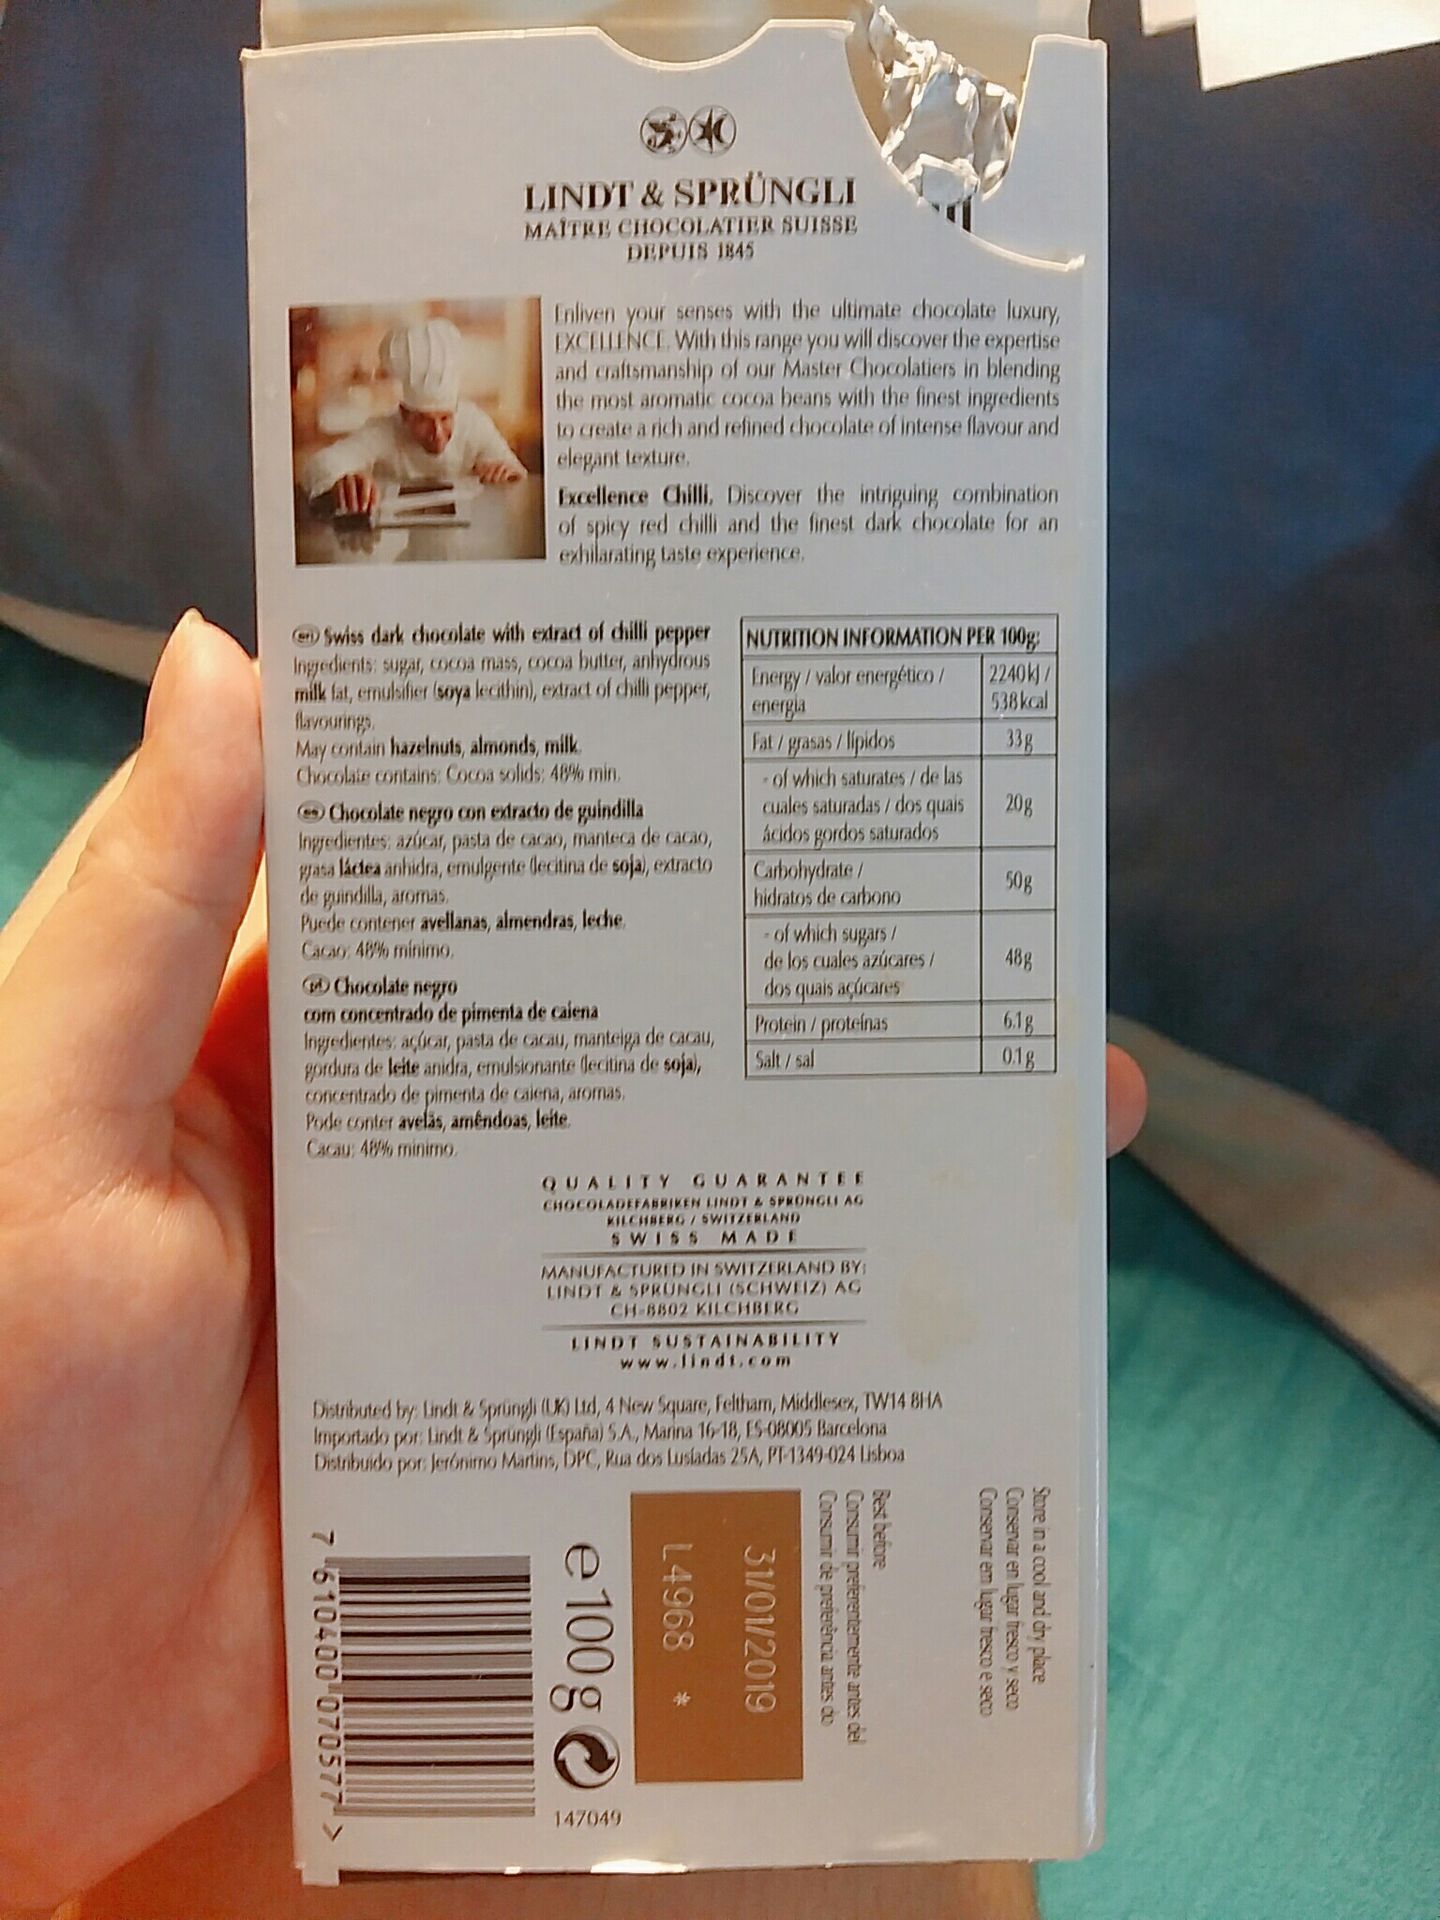 LINDT & SPRÜNGLI
MAÎTRE CHOCOLATIER SUISSE
DEPUIS 1845
Enliven your senses with the ultimate chocolate luxury,
EXCELLENCE. With this range you will discover the expertise
and craftsmanship of our Master Chocolatiers in blending
the most aromatic cocoa beans with the finest ingredients
to create a rich and refined chocolate of intense flavour and
elegant texture.
Excellence Chilli. Discover the intriguing combination
of spicy red chilli and the finest dark chocolate for an
exhilarating taste experience.
en Swiss dark chocolate with extract of chilli pepper
Ingredients: sugar, cocoa mass, cocoa butter, anhydrous
milk fat, emulsifier (soya lecithin), extract of chilli pepper,
flavourings.
May contain hazelnuts, almonds, milk.
Chocolate contains: Cocoa solids: 48% min.
es Chocolate negro con extracto de guindilla
Ingredientes: azúcar, pasta de cacao, manteca de cacao,
grasa láctea anhidra, emulgente (lecitina de soja), extracto
de guindilla, aromas.
Puede contener avellanas, almendras, leche.
Cacao: 48% mínimo.
pt Chocolate negro
com concentrado de pimenta de caiena
Ingredientes: açúcar, pasta de cacau, manteiga de cacau,
gordura de leite anidra, emulsionante (lecitina de soja),
concentrado de pimenta de caiena, aromas.
Pode conter avelãs, amêndoas, leite.
Cacau: 48% mínimo.
NUTRITION INFORMATION PER 100g:
Energy / valor energético / 2240 kJ /
energia 538 kcal
Fat / grasas / lípidos 33g
- of which saturates / de las
cuales saturadas / dos quais 20g
ácidos gordos saturados
Carbohydrate / 50g
hidratos de carbono
- of which sugars /
de los cuales azúcares / 48g
dos quais açúcares
Protein / proteínas 6.1g
Salt / sal 0.1g
QUALITY GUARANTEE
CHOCOLADEFABRIKEN LINDT & SPRÜNGLI AG
KILCHBERG / SWITZERLAND
SWISS MADE
MANUFACTURED IN SWITZERLAND BY:
LINDT & SPRÜNGLI (SCHWEIZ) AG
CH-8802 KILCHBERG
LINDT SUSTAINABILITY
www.lindt.com
Distributed by: Lindt & Sprüngli (UK) Ltd, 4 New Square, Feltham, Middlesex, TW14 8HA
Importado por: Lindt & Sprüngli (España) S.A., Marina 16-18, ES-08005 Barcelona
Distribuído por: Jerónimo Martins, DPC, Rua dos Lusíadas 25A, PT-1349-024 Lisboa
Store in a cool and dry place
Conservar en lugar fresco y seco
Conservar em lugar fresco e seco
Best before
Consumir preferentemente antes del
Consumir de preferência antes do
31/01/2019
L4968 *
e 100g
147049
7 610400 070577 >